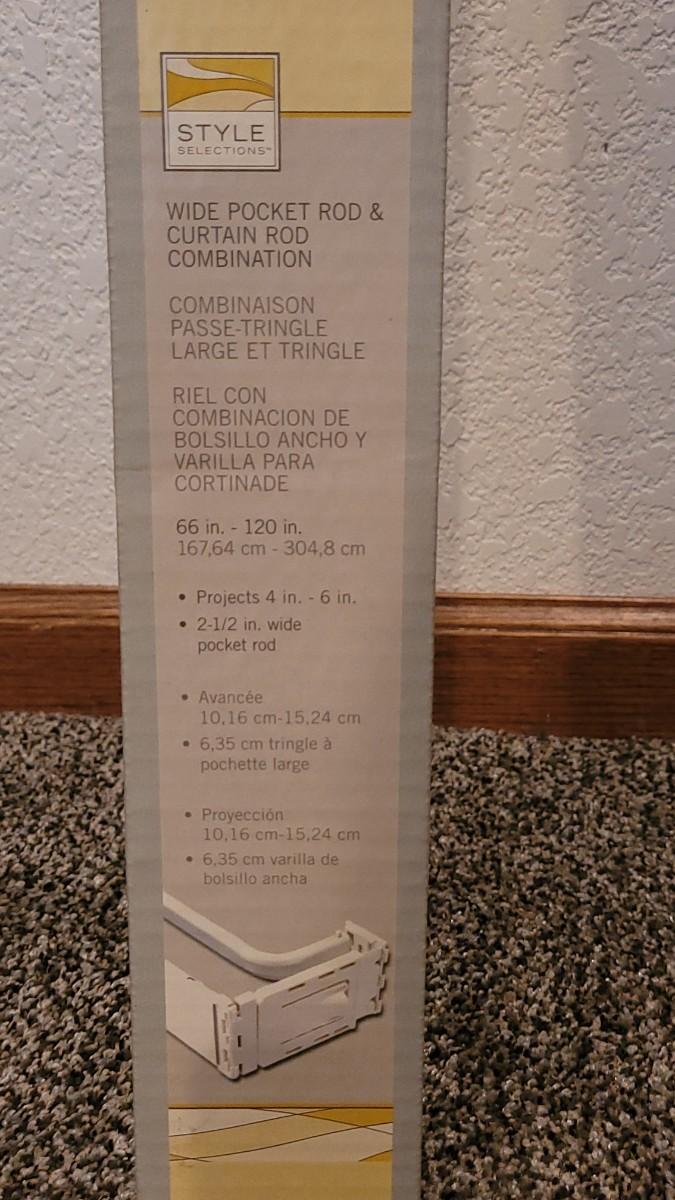 STYLE
SELECTIONS™
WIDE POCKET ROD &
CURTAIN ROD
COMBINATION
COMBINAISON
PASSE-TRINGLE
LARGE ET TRINGLE
RIEL CON
COMBINACION DE
BOLSILLO ANCHO Y
VARILLA PARA
CORTINADE
66 in. - 120 in.
167,64 cm - 304,8 cm
• Projects 4 in. - 6 in.
• 2-1/2 in. wide
pocket rod
• Avancée
10,16 cm-15,24 cm
• 6,35 cm tringle à
pochette large
• Proyección
10,16 cm-15,24 cm
• 6,35 cm varilla de
bolsillo ancha